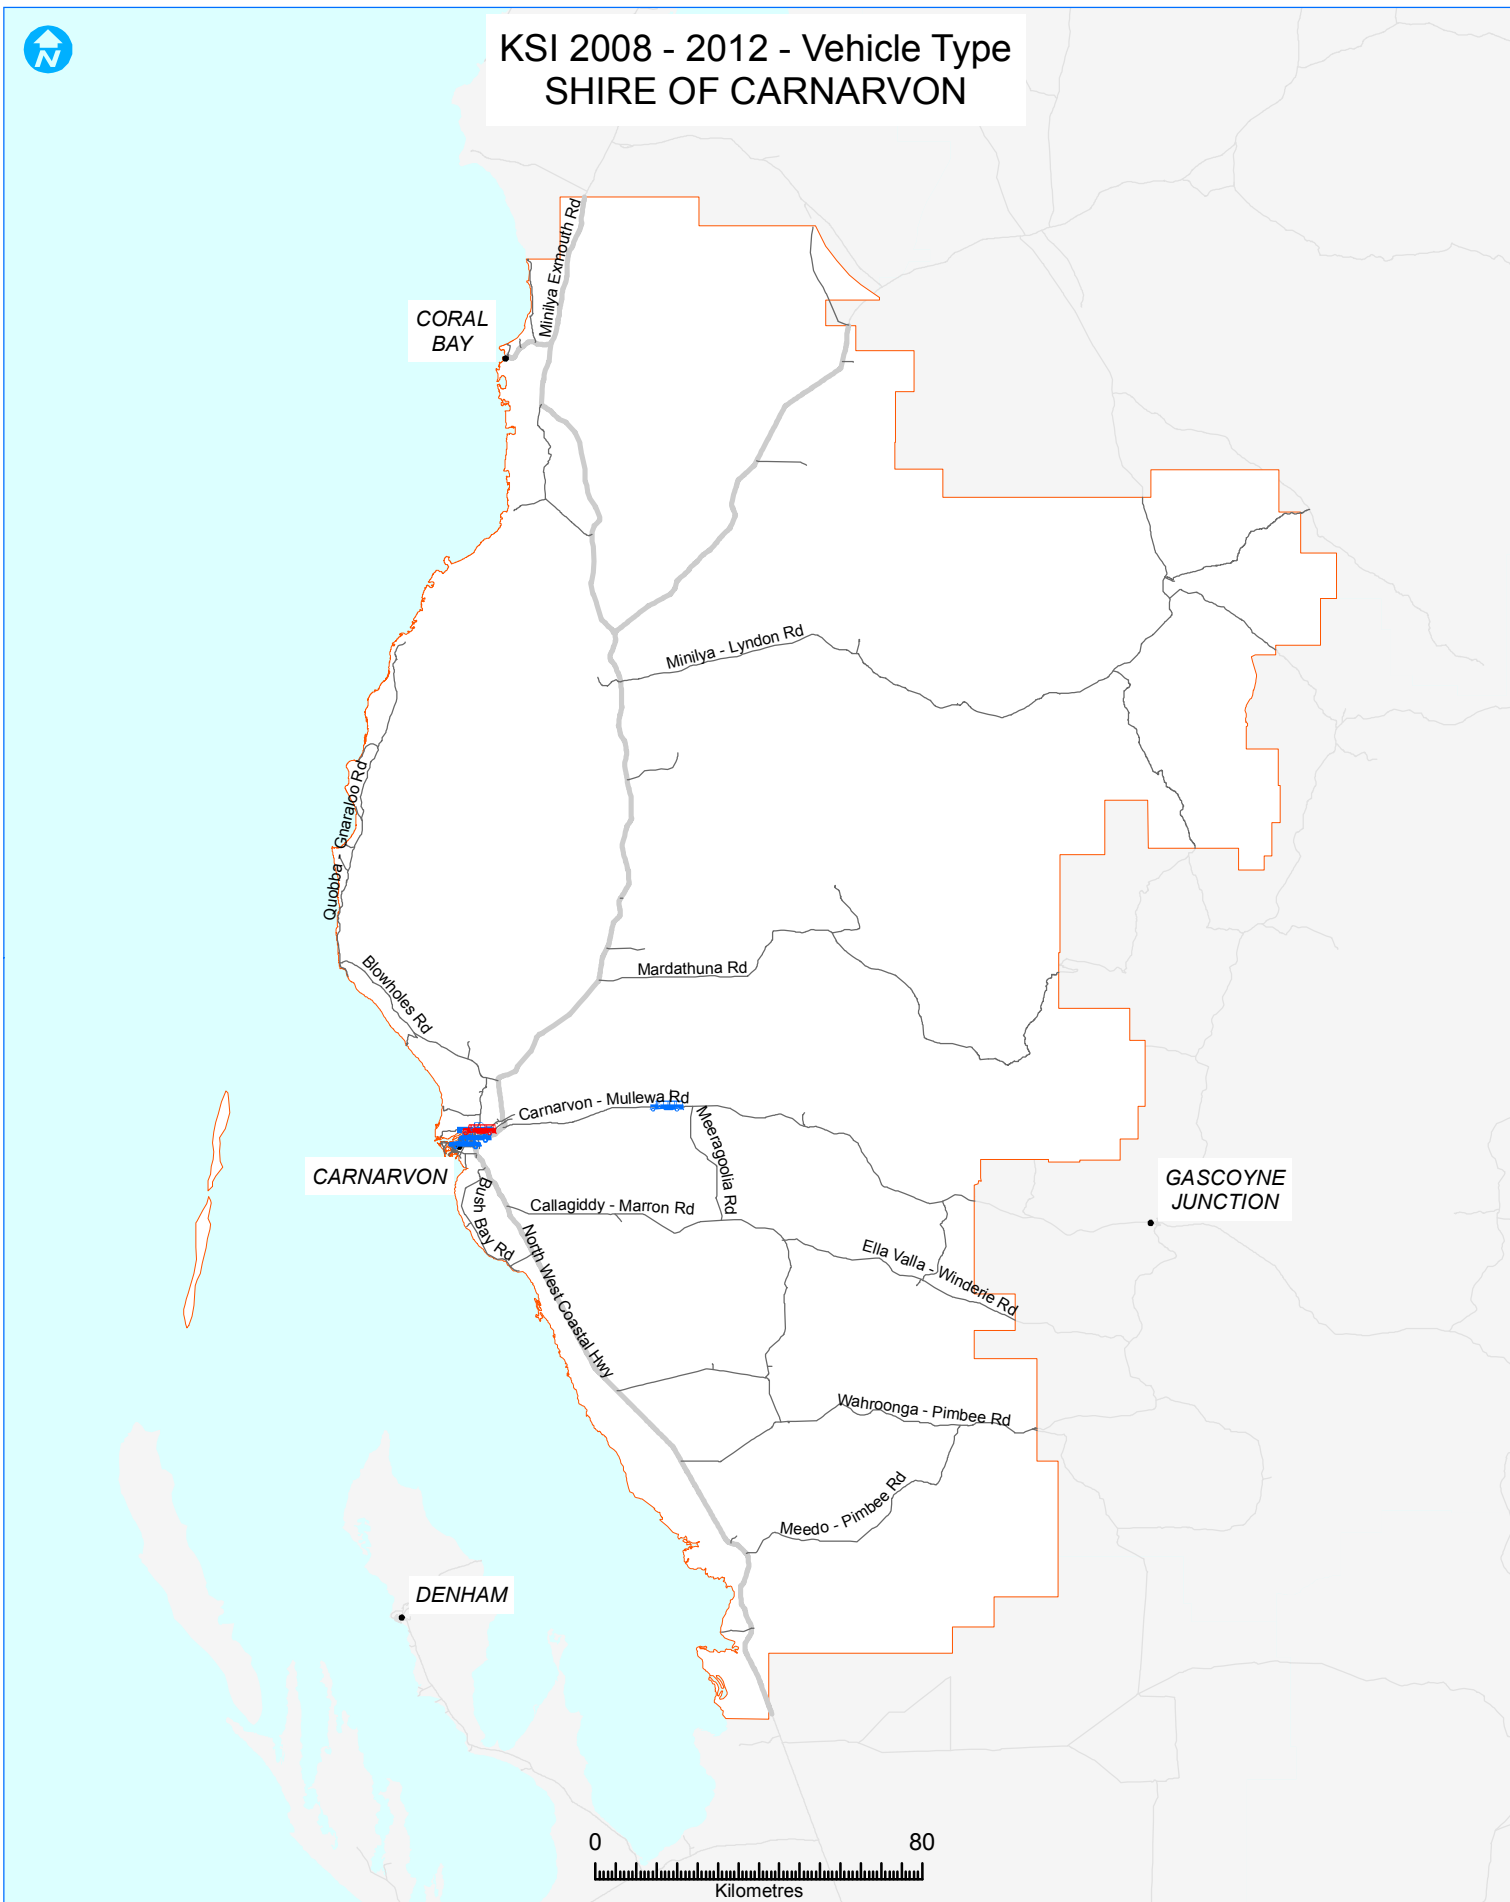 N
KSI 2008 - 2012 - Vehicle Type
SHIRE OF CARNARVON
Minilya Exmouth Rd
CORAL
BAY
Minilya - Lyndon Rd
Quobba - Gnaraloo Rd
Blowholes Rd
Mardathuna Rd
Carnarvon - Mullewa Rd
Meeragoolia Rd
CARNARVON
GASCOYNE
JUNCTION
Bush Bay Rd
Callagiddy - Marron Rd
North West Coastal Hwy
Ella Valla - Winderie Rd
Wahroonga - Pimbee Rd
Meedo - Pimbee Rd
DENHAM
0 80
Kilometres